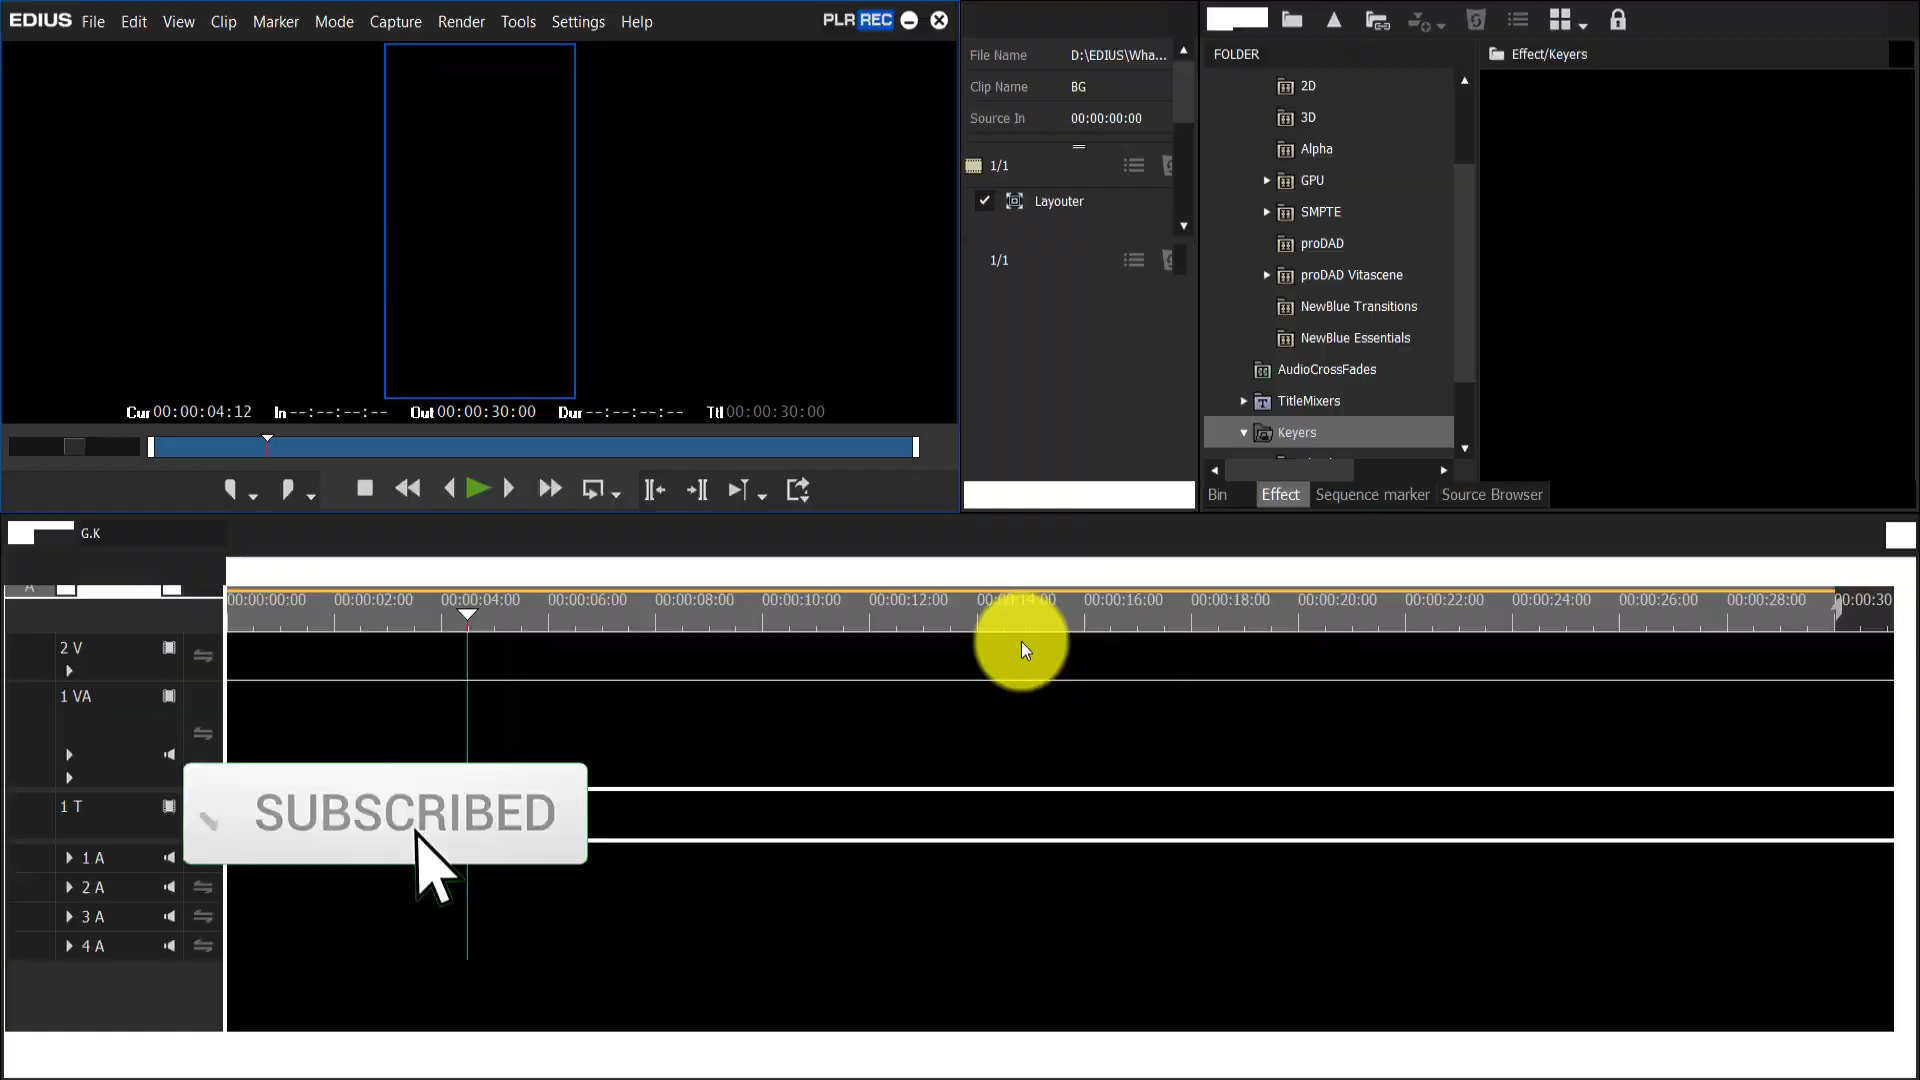 EDIUS File Edit View Clip Marker Mode Capture Render Tools Settings Help PLR REC
File Name D:\EDIUS\Wha...
Clip Name BG
Source In 00:00:00:00
1/1
Layouter
1/1
FOLDER
Effect/Keyers
2D
3D
Alpha
GPU
SMPTE
proDAD
proDAD Vitascene
NewBlue Transitions
NewBlue Essentials
AudioCrossFades
TitleMixers
Keyers
Bin Effect Sequence marker Source Browser
Cur 00:00:04:12 In --:--:--:-- Out 00:00:30:00 Dur --:--:--:-- Ttl 00:00:30:00
G.K
A
00:00:00:00 00:00:02:00 00:00:04:00 00:00:06:00 00:00:08:00 00:00:10:00 00:00:12:00 00:00:14:00 00:00:16:00 00:00:18:00 00:00:20:00 00:00:22:00 00:00:24:00 00:00:26:00 00:00:28:00 00:00:30
2 V
1 VA
1 T
SUBSCRIBED
1 A
2 A
3 A
4 A